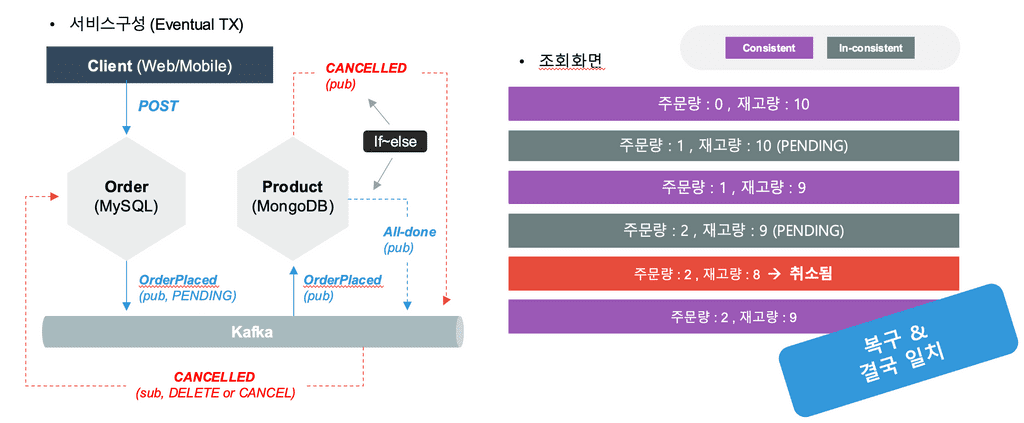 • 서비스구성 (Eventual TX)
Client (Web/Mobile)
POST
CANCELLED
(pub)
If~else
Order
(MySQL)
Product
(MongoDB)
All-done
(pub)
OrderPlaced
(pub, PENDING)
OrderPlaced
(pub)
Kafka
CANCELLED
(sub, DELETE or CANCEL)
Consistent
In-consistent
• 조회화면
주문량 : 0 , 재고량 : 10
주문량 : 1 , 재고량 : 10 (PENDING)
주문량 : 1 , 재고량 : 9
주문량 : 2 , 재고량 : 9 (PENDING)
주문량 : 2 , 재고량 : 8 → 취소됨
주문량 : 2 , 재고량 : 9
복구 &
결국 일치